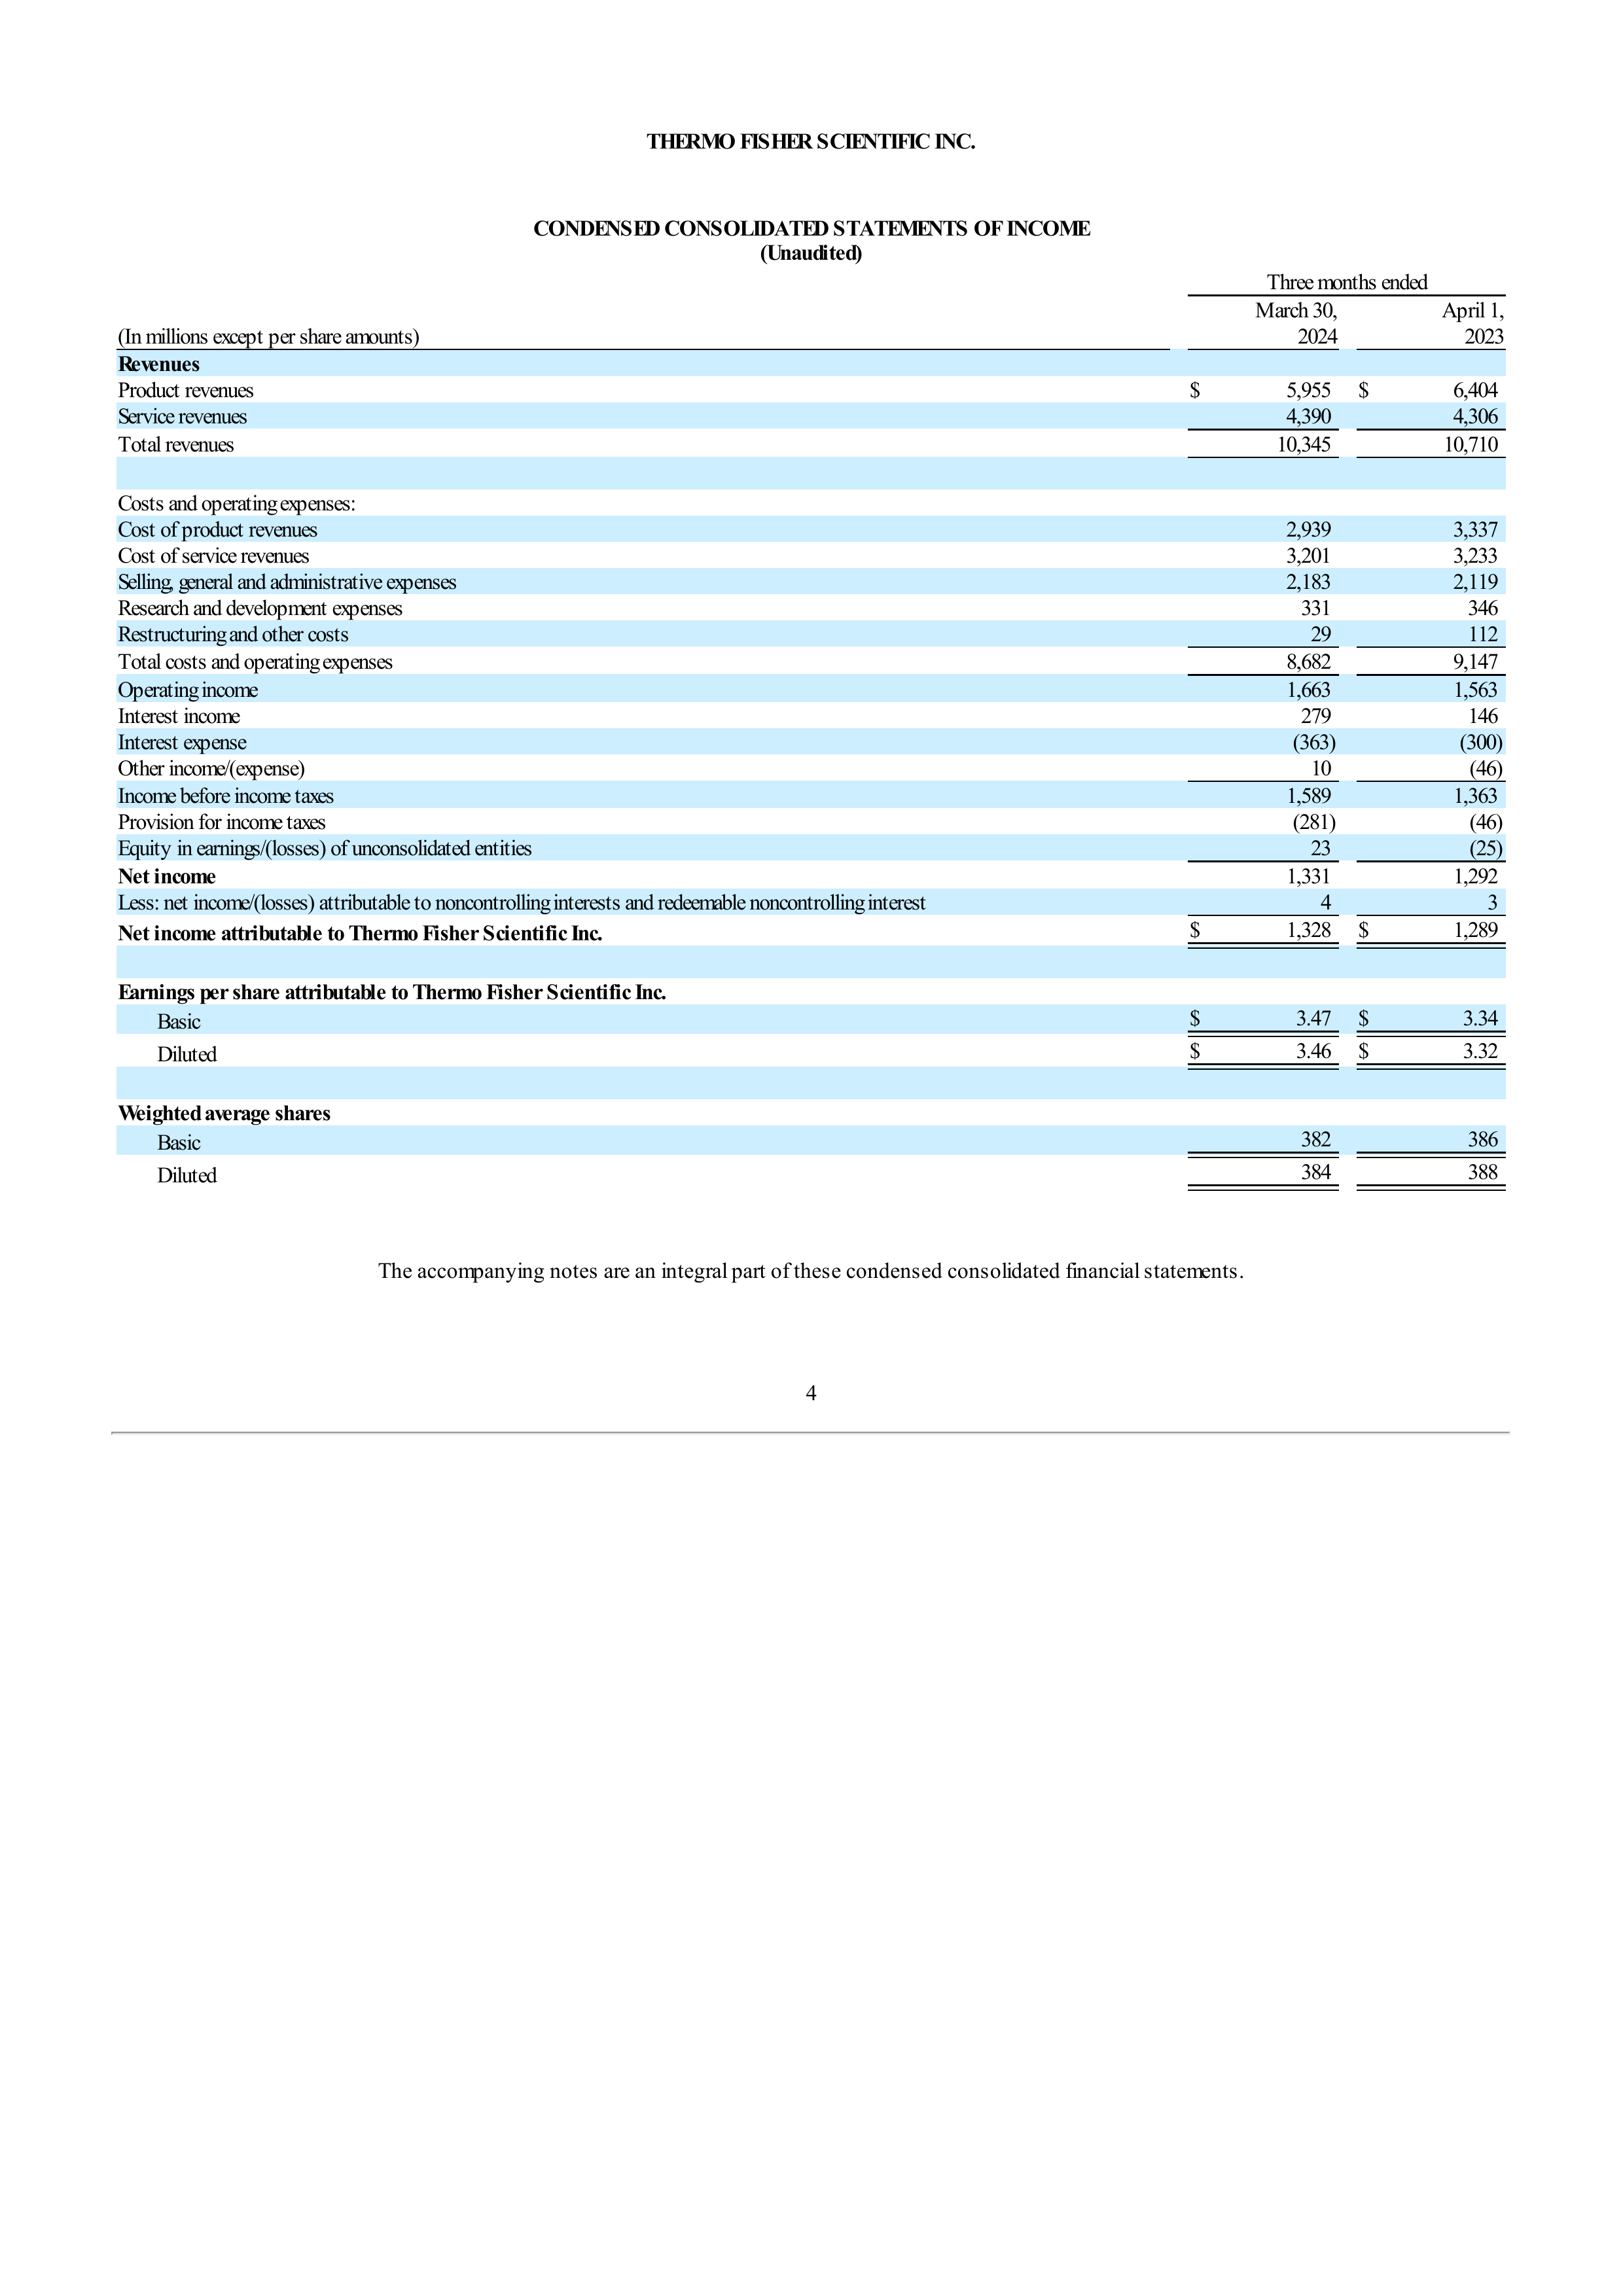 THERMO FISHER SCIENTIFIC INC.
CONDENSED CONSOLIDATED STATEMENTS OF INCOME
(Unaudited)
Three months ended
(In millions except per share amounts) March 30, 2024 April 1, 2023
Revenues
Product revenues $ 5,955 $ 6,404
Service revenues 4,390 4,306
Total revenues 10,345 10,710
Costs and operating expenses:
Cost of product revenues 2,939 3,337
Cost of service revenues 3,201 3,233
Selling, general and administrative expenses 2,183 2,119
Research and development expenses 331 346
Restructuring and other costs 29 112
Total costs and operating expenses 8,682 9,147
Operating income 1,663 1,563
Interest income 279 146
Interest expense (363) (300)
Other income/(expense) 10 (46)
Income before income taxes 1,589 1,363
Provision for income taxes (281) (46)
Equity in earnings/(losses) of unconsolidated entities 23 (25)
Net income 1,331 1,292
Less: net income/(losses) attributable to noncontrolling interests and redeemable noncontrolling interest 4 3
Net income attributable to Thermo Fisher Scientific Inc. $ 1,328 $ 1,289
Earnings per share attributable to Thermo Fisher Scientific Inc.
Basic $ 3.47 $ 3.34
Diluted $ 3.46 $ 3.32
Weighted average shares
Basic 382 386
Diluted 384 388
The accompanying notes are an integral part of these condensed consolidated financial statements.
4